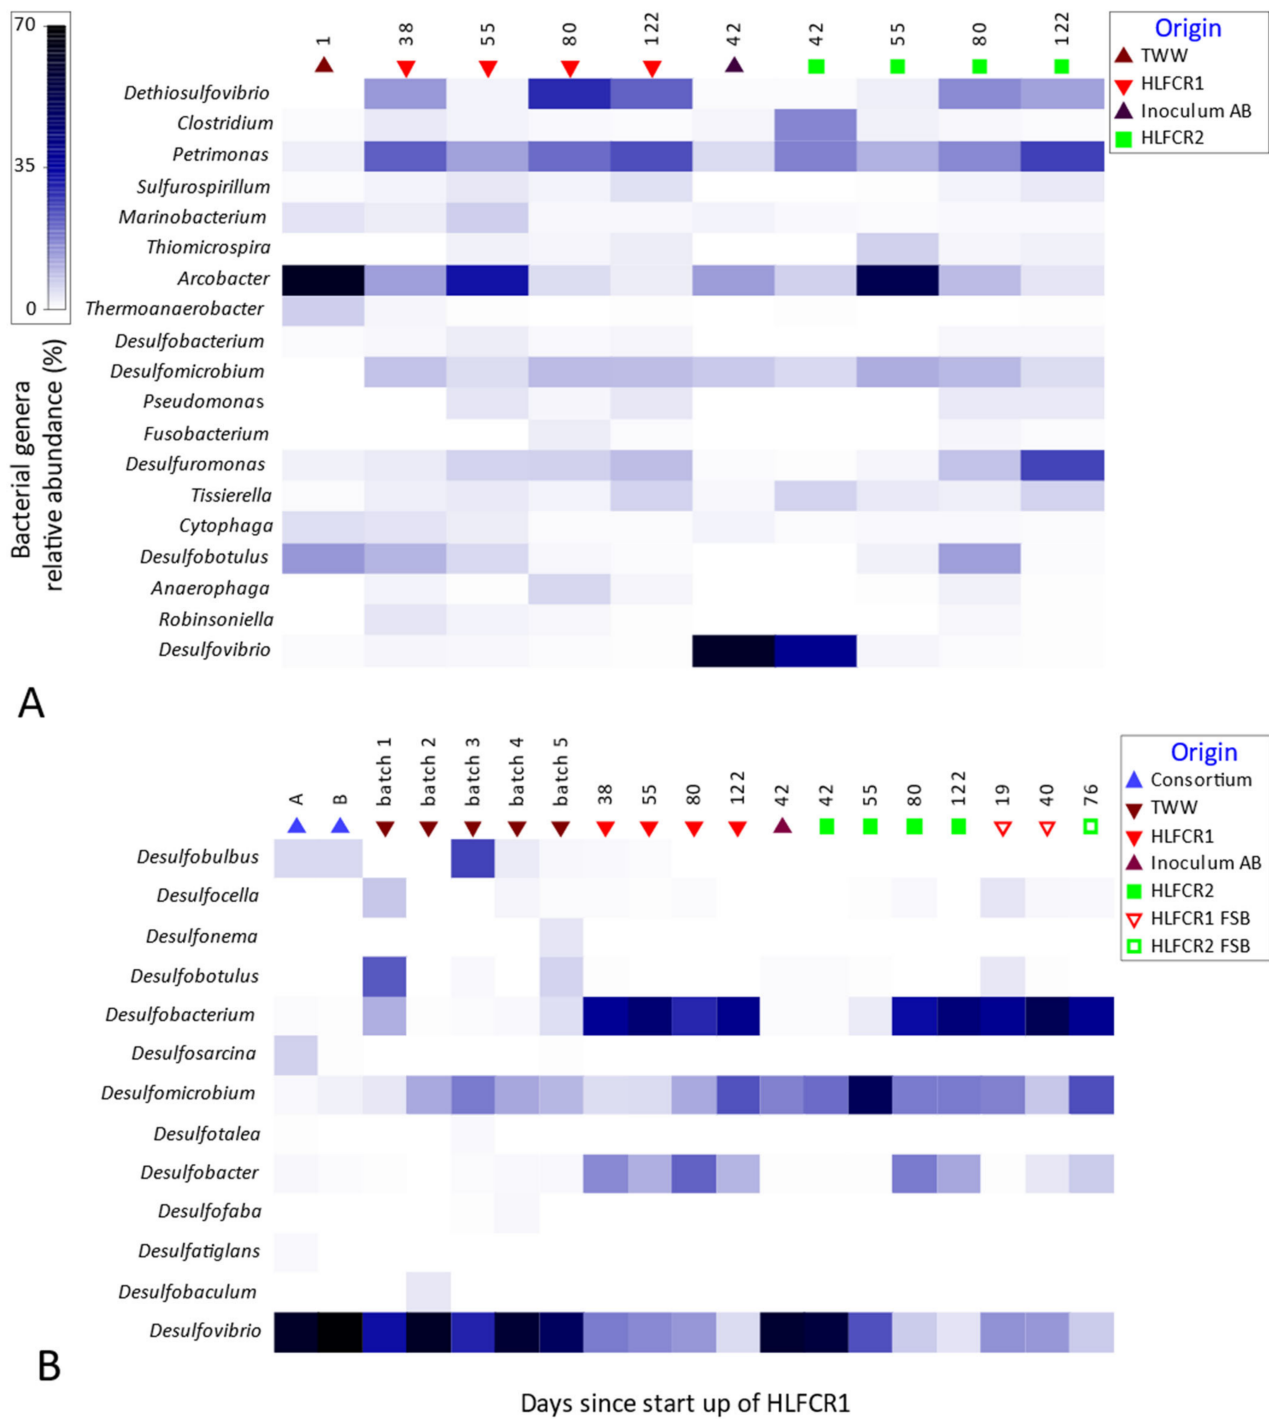 70
35
0
Bacterial genera
relative abundance (%)
1 38 55 80 122 42 42 55 80 122
Origin
TWW
HLFCR1
Inoculum AB
HLFCR2
Dethiosulfovibrio
Clostridium
Petrimonas
Sulfurospirillum
Marinobacterium
Thiomicrospira
Arcobacter
Thermoanaerobacter
Desulfobacterium
Desulfomicrobium
Pseudomonas
Fusobacterium
Desulfuromonas
Tissierella
Cytophaga
Desulfobotulus
Anaerophaga
Robinsoniella
Desulfovibrio
A
A B batch 1 batch 2 batch 3 batch 4 batch 5 38 55 80 122 42 42 55 80 122 19 40 76
Origin
Consortium
TWW
HLFCR1
Inoculum AB
HLFCR2
HLFCR1 FSB
HLFCR2 FSB
Desulfobulbus
Desulfocella
Desulfonema
Desulfobotulus
Desulfobacterium
Desulfosarcina
Desulfomicrobium
Desulfotalea
Desulfobacter
Desulfofaba
Desulfatiglans
Desulfobaculum
Desulfovibrio
B
Days since start up of HLFCR1